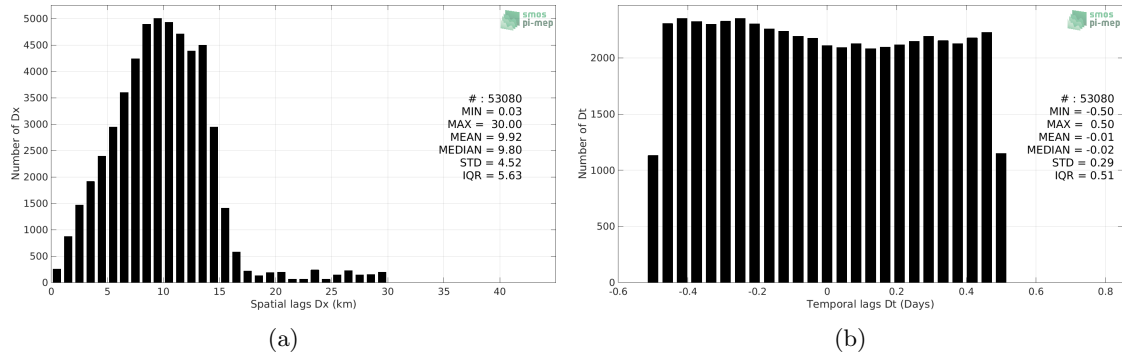 smos
pi-mep
5000
4500
4000
3500
3000
2500
2000
1500
1000
500
0
Number of Dx
# : 53080
MIN = 0.03
MAX = 30.00
MEAN = 9.92
MEDIAN = 9.80
STD = 4.52
IQR = 5.63
0 5 10 15 20 25 30 35 40
Spatial lags Dx (km)
(a)
smos
pi-mep
2000
1500
1000
500
0
Number of Dt
# : 53080
MIN = -0.50
MAX = 0.50
MEAN = -0.01
MEDIAN = -0.02
STD = 0.29
IQR = 0.51
-0.6 -0.4 -0.2 0 0.2 0.4 0.6 0.8
Temporal lags Dt (Days)
(b)